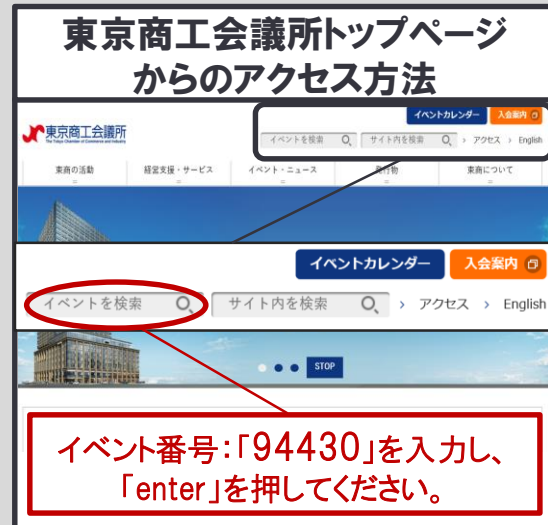 東京商工会議所トップページ
からのアクセス方法
イベントカレンダー 入会案内
東京商工会議所
The Tokyo Chamber of Commerce and Industry
イベントを検索 サイト内を検索 › アクセス › English
東商の活動 経営支援・サービス イベント・ニュース 発行物 東商について
イベントカレンダー 入会案内
イベントを検索 サイト内を検索 › アクセス › English
STOP
イベント番号:「94430」を入力し、
「enter」を押してください。